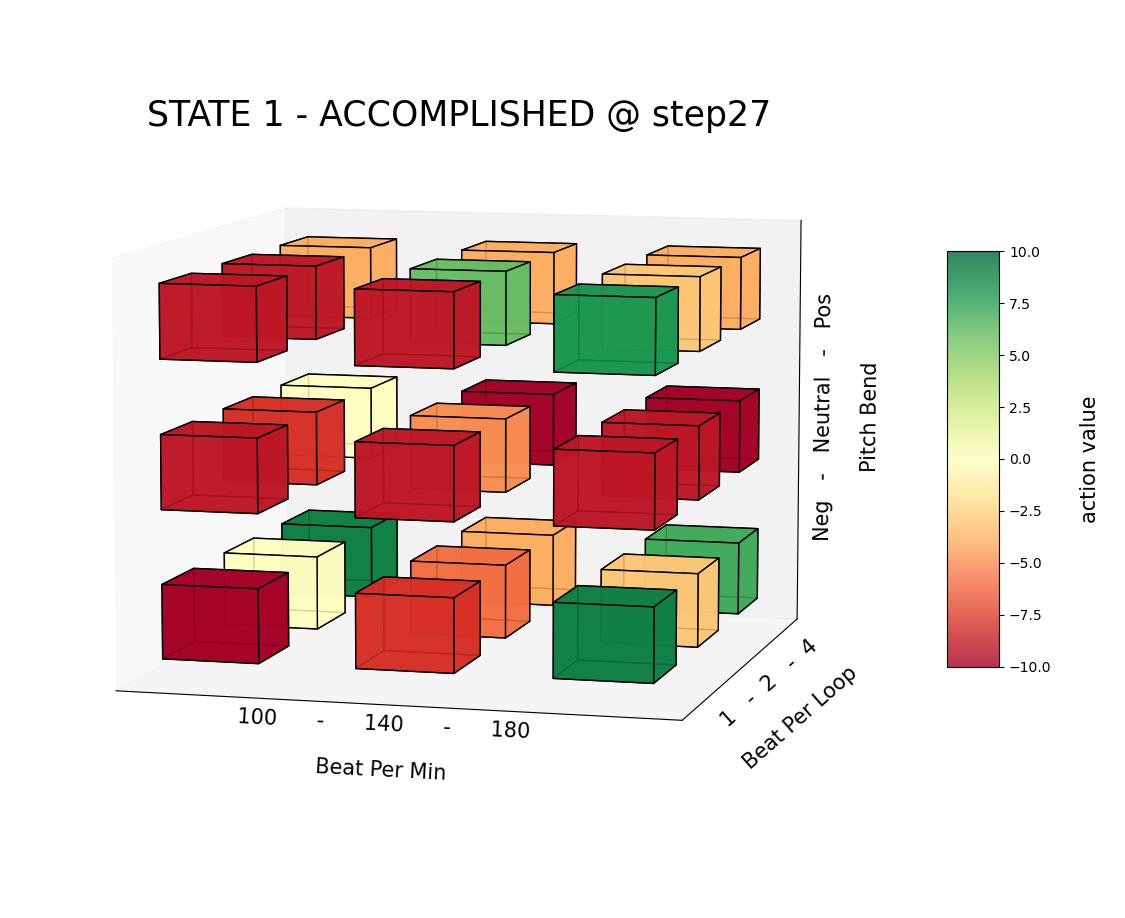 STATE 1 - ACCOMPLISHED @ step27
Neg - Neutral - Pos
Pitch Bend
100 - 140 - 180
Beat Per Min
1 - 2 - 4
Beat Per Loop
10.0
7.5
5.0
2.5
0.0
−2.5
−5.0
−7.5
−10.0
action value